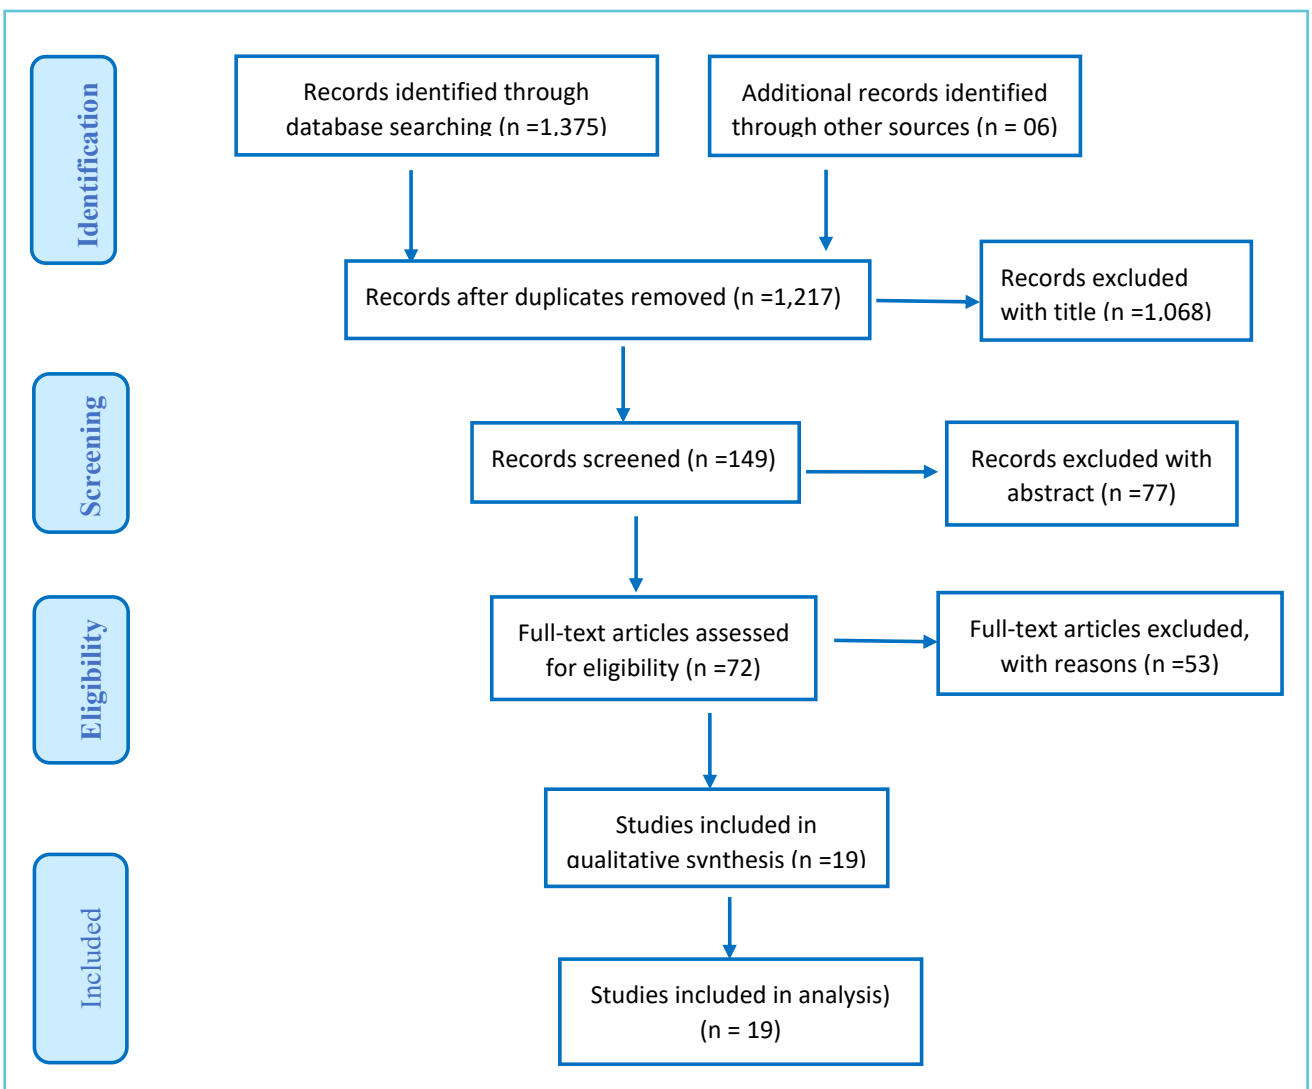 Identification
Records identified through
database searching (n =1,375)
Additional records identified
through other sources (n = 06)
Records after duplicates removed (n =1,217)
Records excluded
with title (n =1,068)
Screening
Records screened (n =149)
Records excluded with
abstract (n =77)
Eligibility
Full-text articles assessed
for eligibility (n =72)
Full-text articles excluded,
with reasons (n =53)
Included
Studies included in
qualitative synthesis (n =19)
Studies included in analysis)
(n = 19)